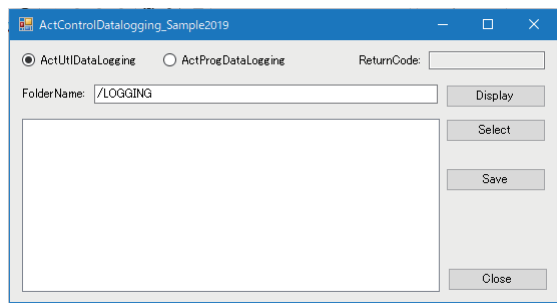 ActControlDatalogging_Sample2019
ActUtlDataLogging ActProgDataLogging ReturnCode:
FolderName: /LOGGING Display
Select
Save
Close